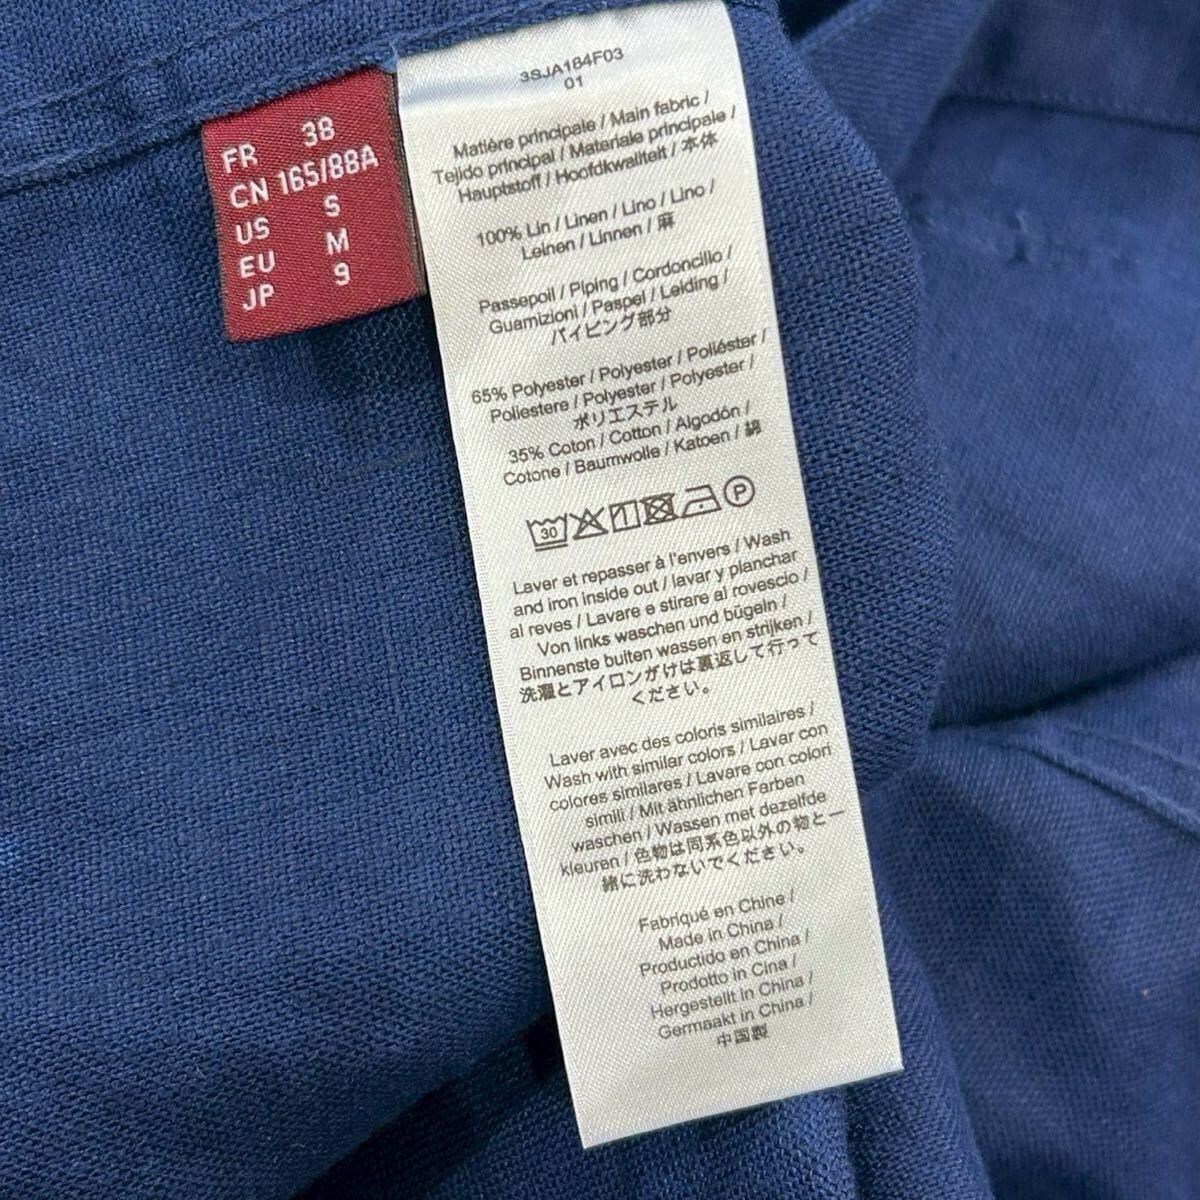 FR 38
CN 165/88A
US S
EU M
JP 9
3SJA164F03
01
Matière principale / Main fabric /
Tejido principal / Materiale principale /
Hauptstoff / Hoofdkwaliteit / 本体
100% Lin / Linen / Lino / Lino /
Leinen / Linnen / 麻
Passepoil / Piping / Cordoncillo /
Guarnizioni / Paspel / Leiding /
パイピング部分
65% Polyester / Polyester / Poliéster /
Poliestere / Polyester / Polyester /
ポリエステル
35% Coton / Cotton / Algodón /
Cotone / Baumwolle / Katoen / 綿
30 P
Laver et repasser à l'envers / Wash
and iron inside out / lavar y planchar
al reves / Lavare e stirare al rovescio /
Von links waschen und bügeln /
Binnenste buiten wassen en strijken /
洗濯とアイロンがけは裏返して行って
ください。
Laver avec des coloris similaires /
Wash with similar colors / Lavar con
colores similares / Lavare con colori
simili / Mit ähnlichen Farben
waschen / Wassen met dezelfde
kleuren / 色物は同系色以外の物と一
緒に洗わないでください。
Fabriqué en Chine /
Made in China /
Productido en China /
Prodotto in Cina /
Hergestellt in China /
Germaakt in China /
中国製